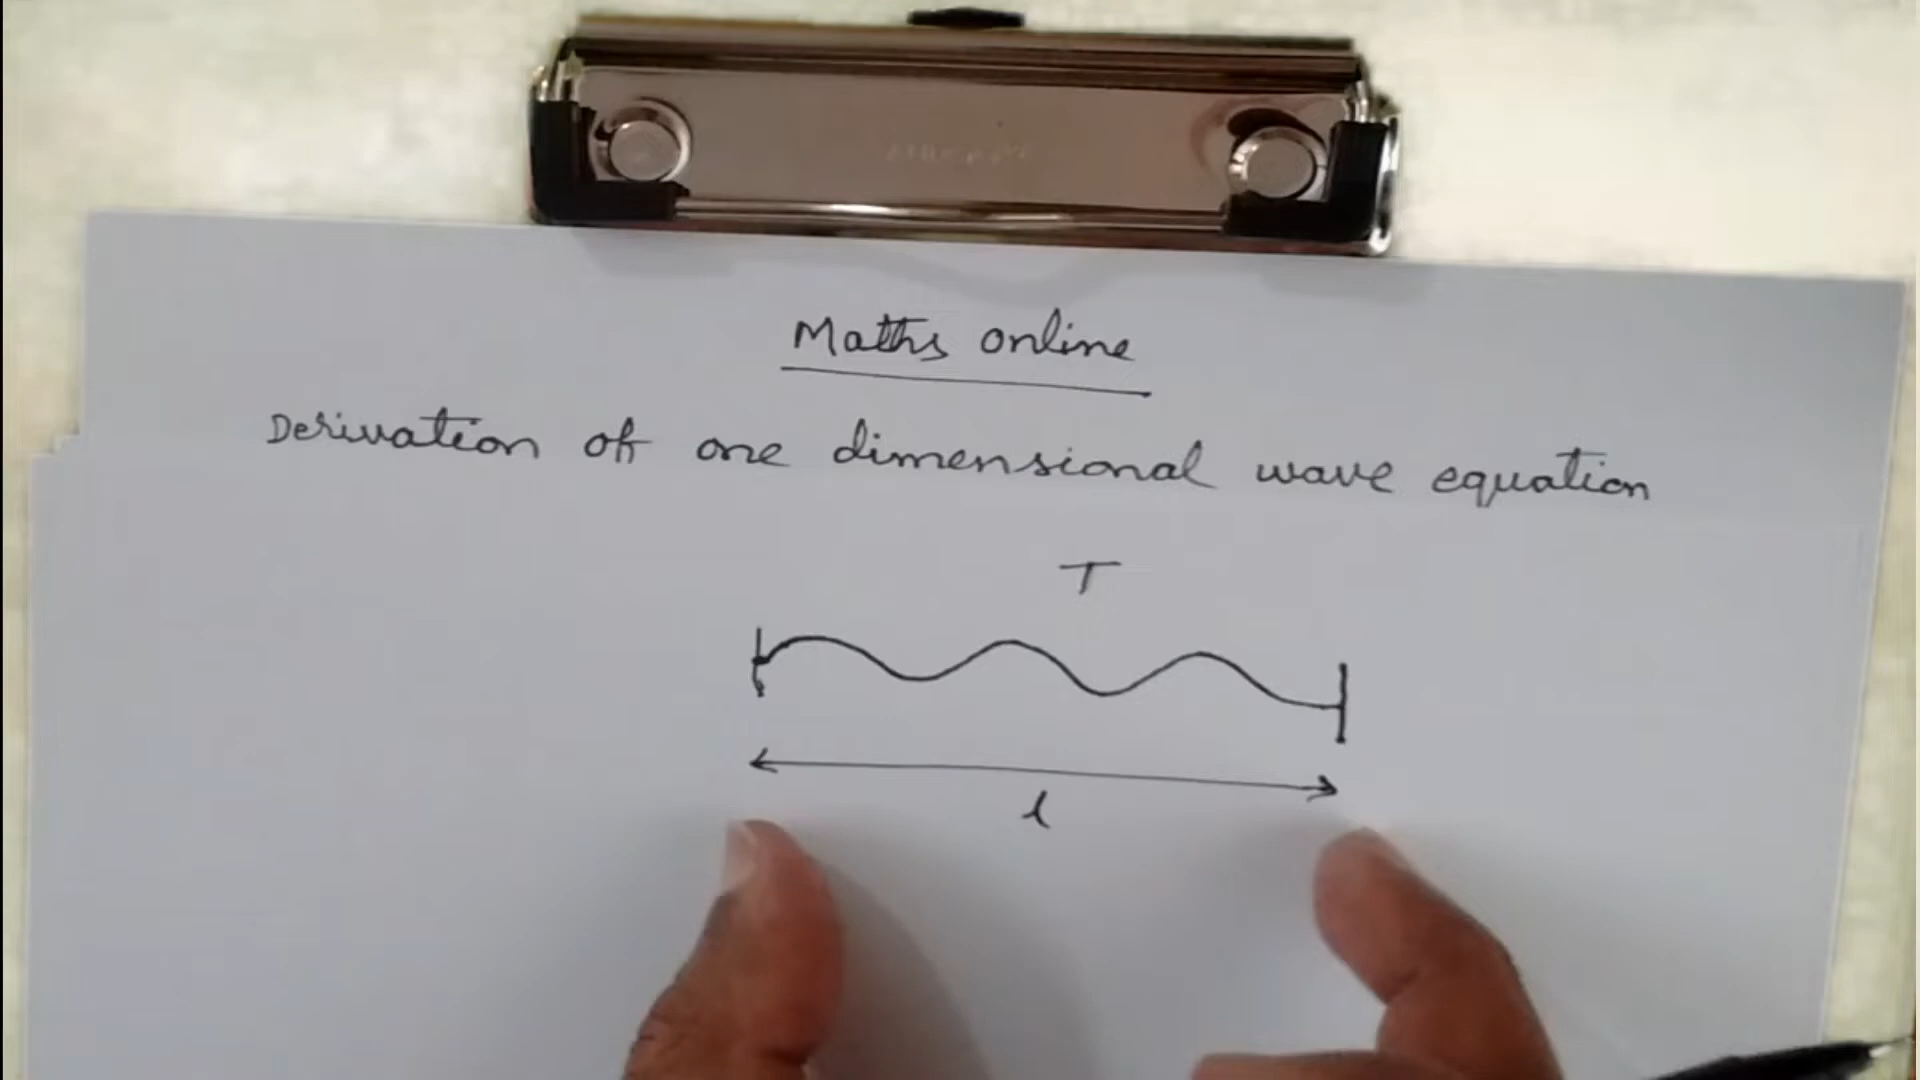 Maths online
Derivation of one dimensional wave equation
T
l